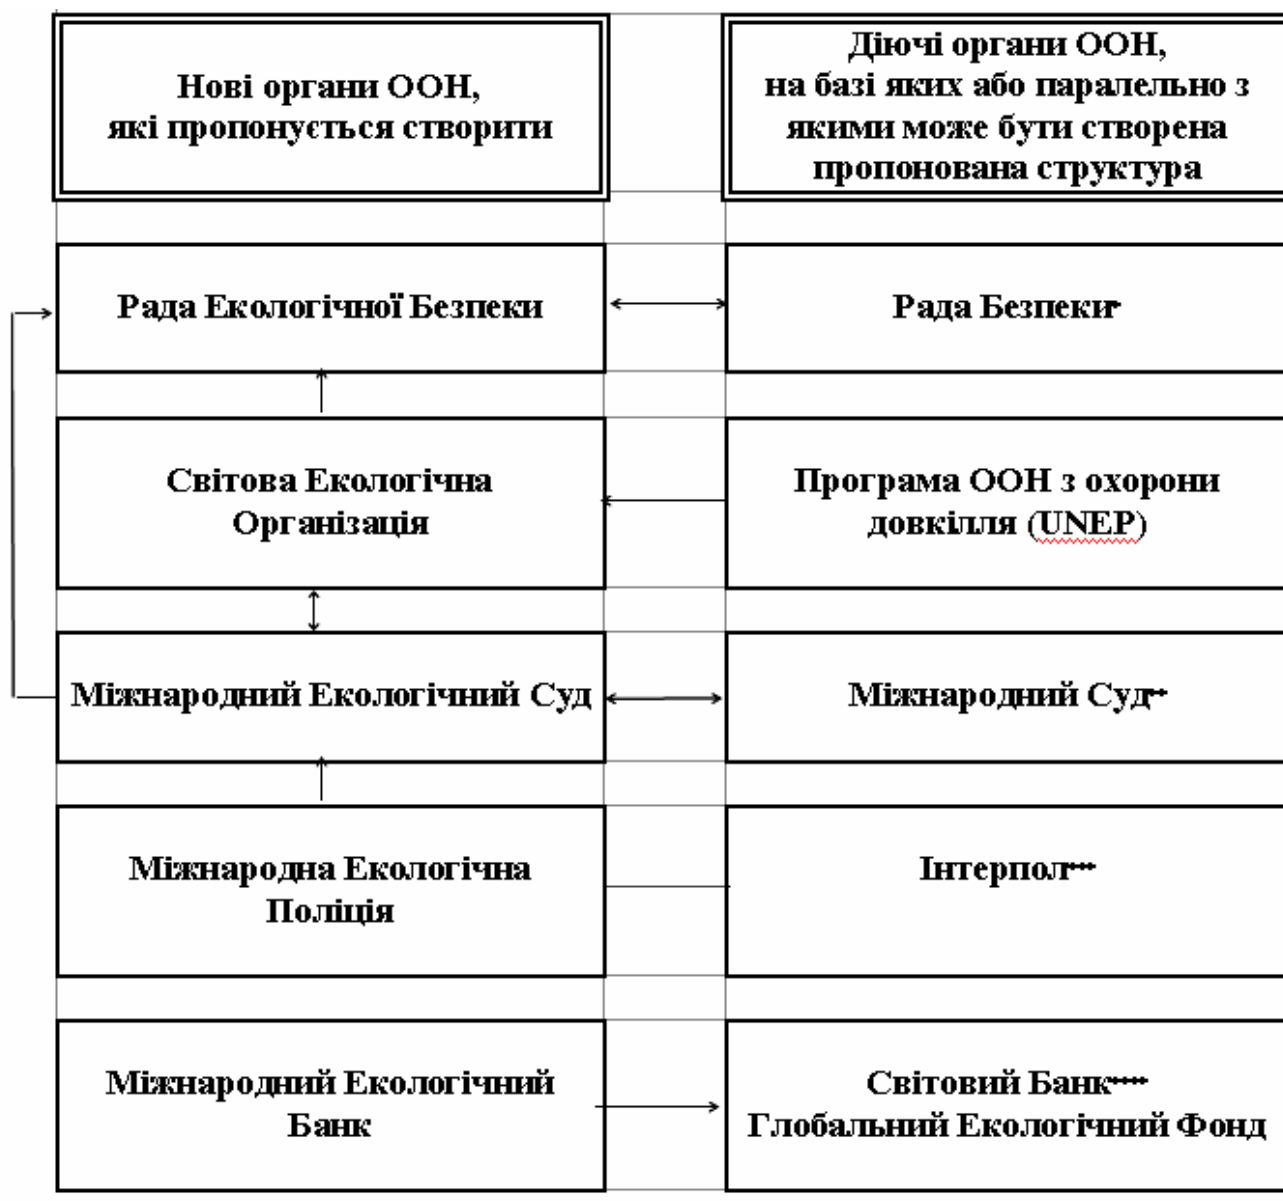 Нові органи ООН,
які пропонується створити
Діючі органи ООН,
на базі яких або паралельно з
якими може бути створена
пропонована структура
Рада Екологічної Безпеки
Рада Безпеки*
Світова Екологічна
Організація
Програма ООН з охорони
довкілля (UNEP)
Міжнародний Екологічний Суд
Міжнародний Суд**
Міжнародна Екологічна
Поліція
Інтерпол***
Міжнародний Екологічний
Банк
Світовий Банк****
Глобальний Екологічний Фонд